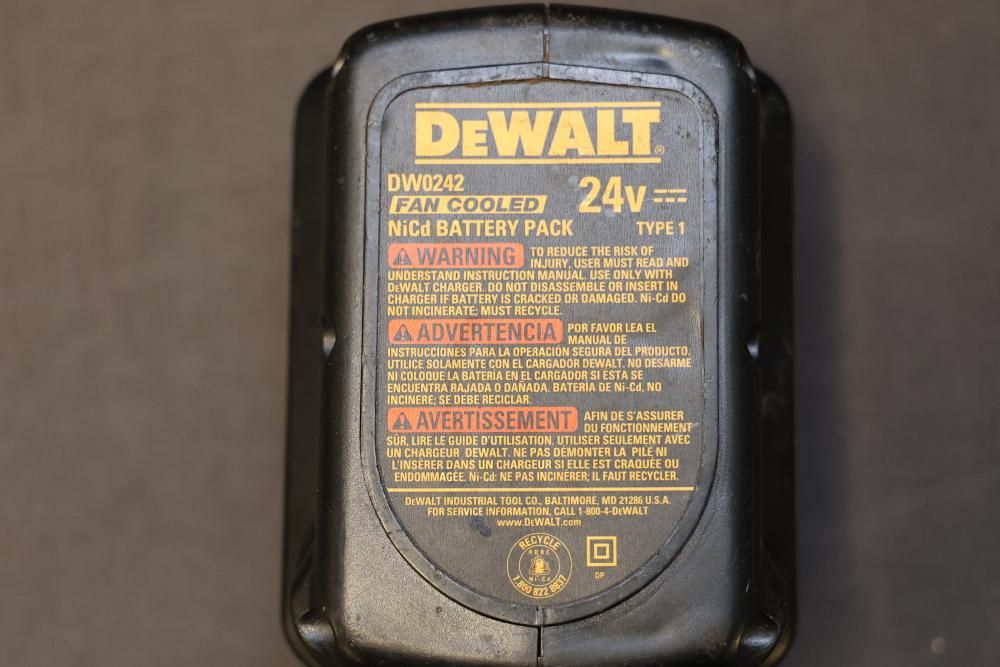 DEWALT®
DW0242
FAN COOLED
24V
NiCd BATTERY PACK TYPE 1
WARNING TO REDUCE THE RISK OF
INJURY, USER MUST READ AND
UNDERSTAND INSTRUCTION MANUAL. USE ONLY WITH
DEWALT CHARGER. DO NOT DISASSEMBLE OR INSERT IN
CHARGER IF BATTERY IS CRACKED OR DAMAGED. Ni-Cd DO
NOT INCINERATE; MUST RECYCLE.
ADVERTENCIA POR FAVOR LEA EL
MANUAL DE
INSTRUCCIONES PARA LA OPERACIÓN SEGURA DEL PRODUCTO.
UTILICE SOLAMENTE CON EL CARGADOR DEWALT. NO DESARME
NI COLOQUE LA BATERÍA EN EL CARGADOR SI ESTA SE
ENCUENTRA RAJADA O DAÑADA. BATERÍA DE Ni-Cd, NO
INCINERE; SE DEBE RECICLAR.
AVERTISSEMENT AFIN DE S'ASSURER
DU FONCTIONNEMENT
SÛR, LIRE LE GUIDE D'UTILISATION. UTILISER SEULEMENT AVEC
UN CHARGEUR DEWALT. NE PAS DÉMONTER LA PILE NI
L'INSÉRER DANS UN CHARGEUR SI ELLE EST CRAQUÉE OU
ENDOMMAGÉE. Ni-Cd: NE PAS INCINÉRER; IL FAUT RECYCLER.
DEWALT INDUSTRIAL TOOL CO., BALTIMORE, MD 21286 U.S.A.
FOR SERVICE INFORMATION, CALL 1-800-4-DEWALT
www.DEWALT.com
RECYCLE
RBRC
Ni-Cd
1 800 822 8837
DP